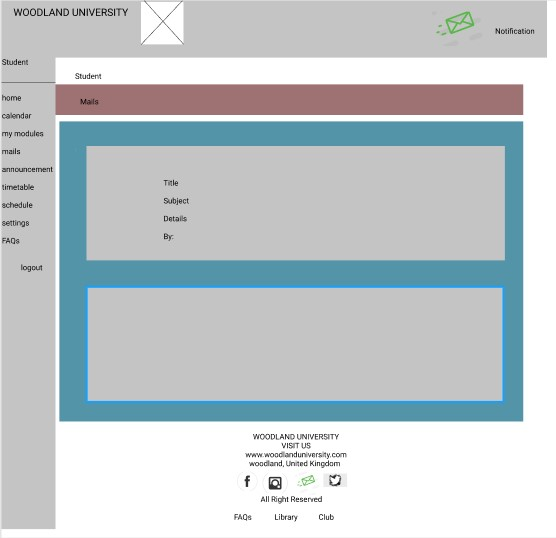 WOODLAND UNIVERSITY
Notification
Student
Student
home
calendar
my modules
mails
announcement
timetable
schedule
settings
FAQs
logout
Mails
Title
Subject
Details
By:
WOODLAND UNIVERSITY
VISIT US
www.woodlanduniversity.com
woodland, United Kingdom
All Right Reserved
FAQs Library Club